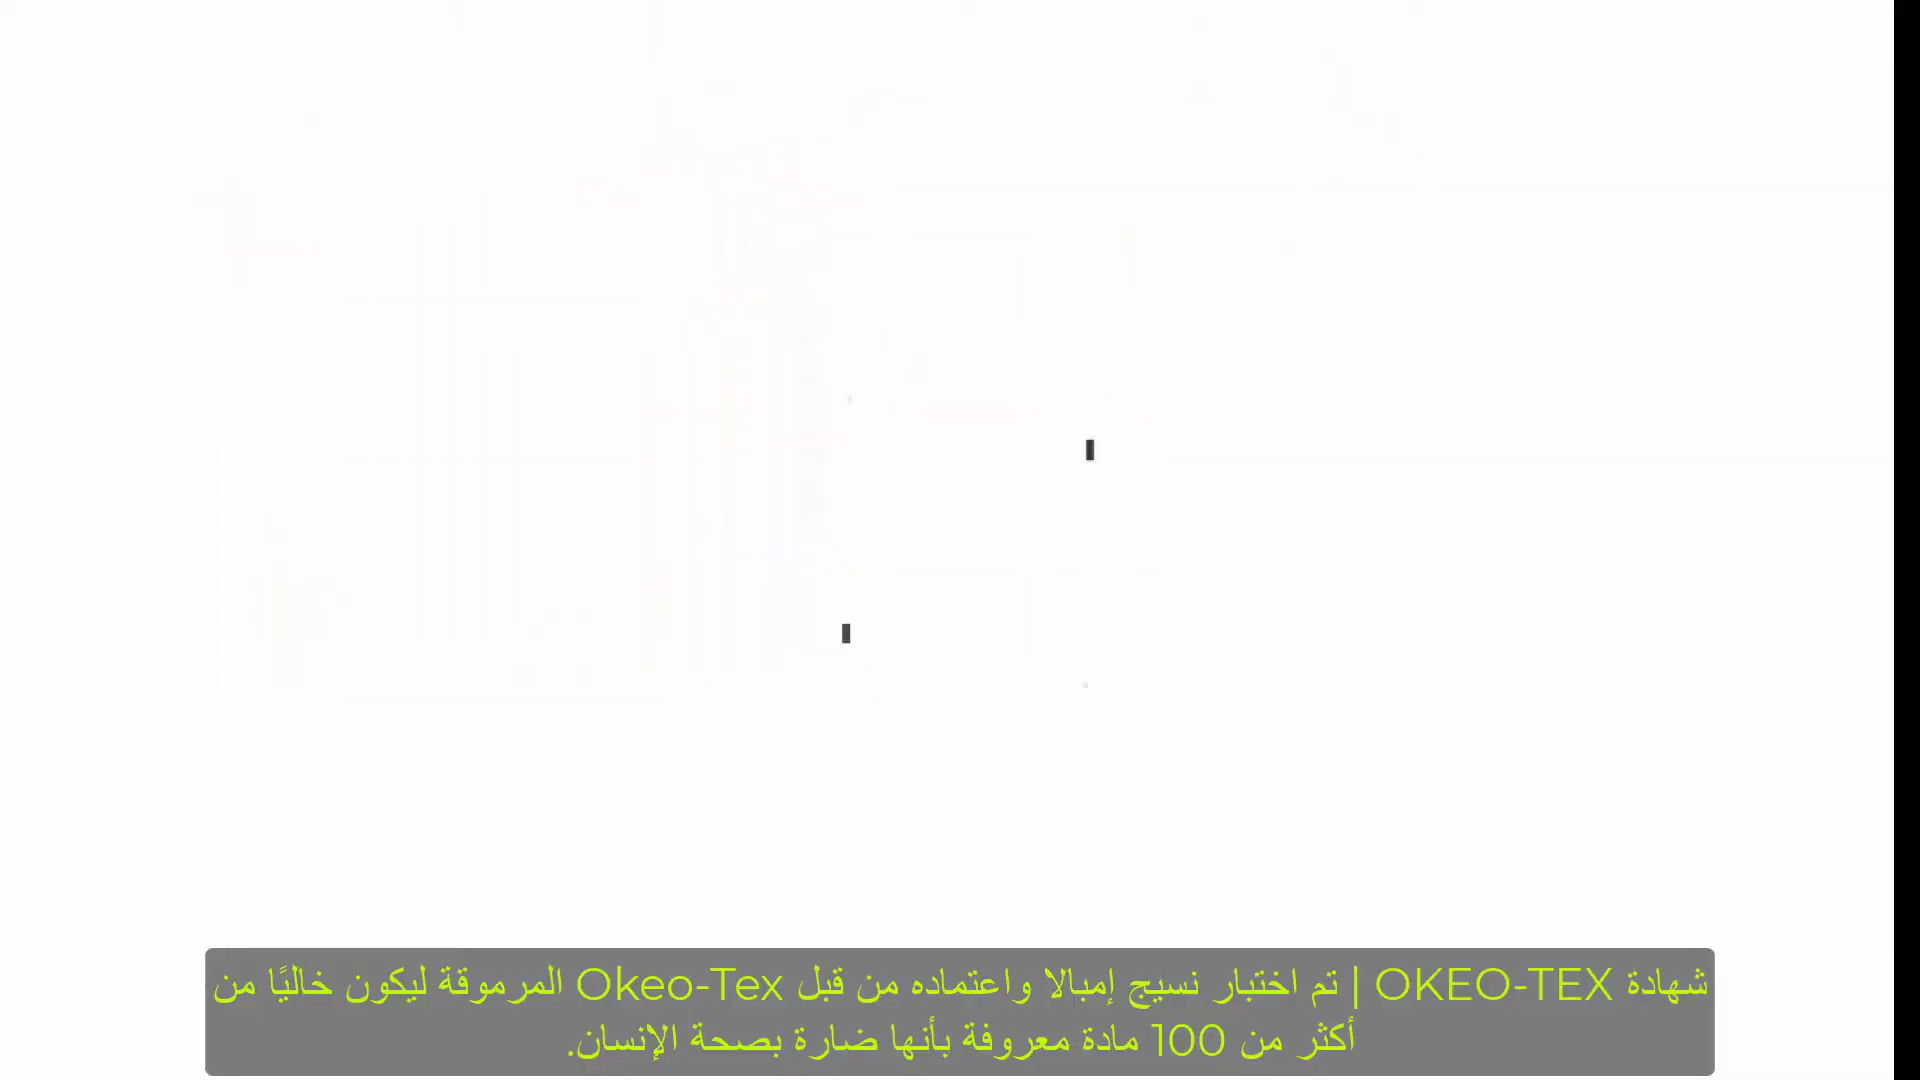 شهادة OKEO-TEX | تم اختبار نسيج إمبالا واعتماده من قبل Okeo-Tex المرموقة ليكون خاليًا من
أكثر من 100 مادة معروفة بأنها ضارة بصحة الإنسان.